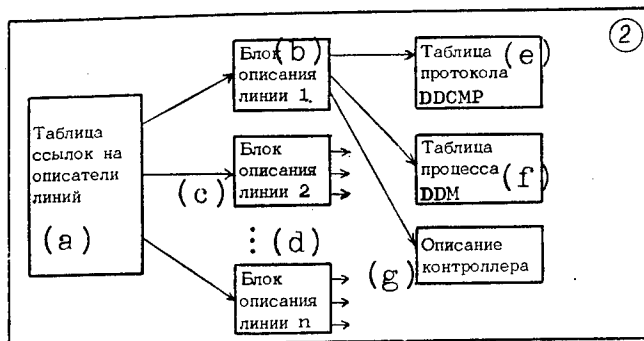 2
Таблица
ссылок на
описатели
линий
(a)
(b)
Блок
описания
линии 1.
(c)
Блок
описания
линии 2
(d)
Блок
описания
линии n
Таблица (e)
протокола
DDCMP
Таблица
процесса (f)
DDM
(g)
Описание
контроллера